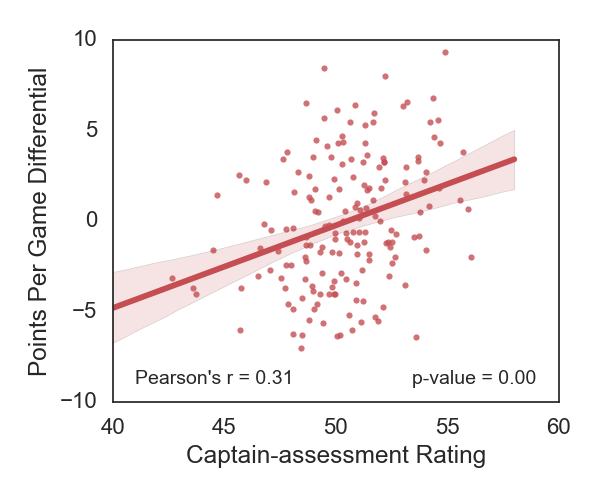 10
5
0
−5
−10
Points Per Game Differential
Pearson's r = 0.31
p-value = 0.00
40
45
50
55
60
Captain-assessment Rating